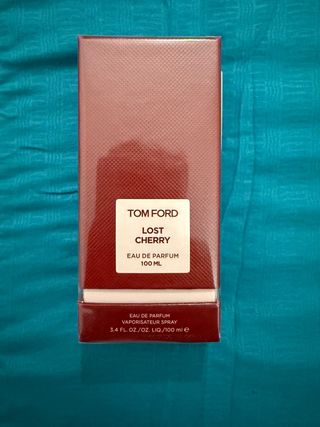 TOM FORD
LOST
CHERRY
EAU DE PARFUM
100 ML
EAU DE PARFUM
VAPORISATEUR SPRAY
3.4 FL. OZ./OZ. LIQ./100 ml ℮